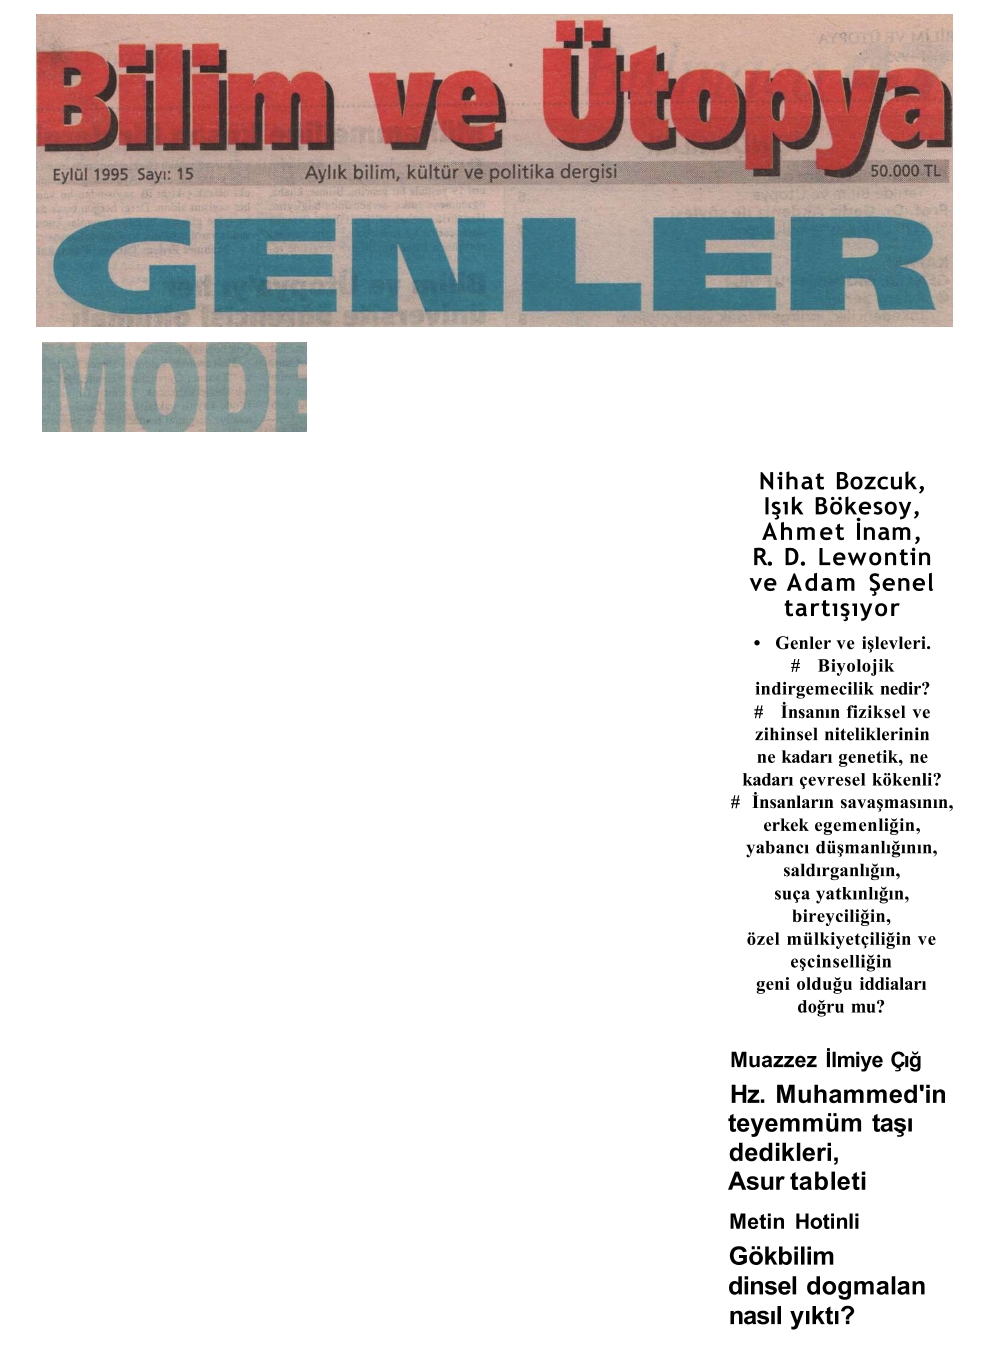 Bilim ve Ütopya
Eylül 1995 Sayı: 15 Aylık bilim, kültür ve politika dergisi 50.000 TL
GENLER
MODE
Nihat Bozcuk,
Işık Bökesoy,
Ahmet İnam,
R. D. Lewontin
ve Adam Şenel
tartışıyor
• Genler ve işlevleri.
# Biyolojik
indirgemecilik nedir?
# İnsanın fiziksel ve
zihinsel niteliklerinin
ne kadarı genetik, ne
kadarı çevresel kökenli?
# İnsanların savaşmasının,
erkek egemenliğin,
yabancı düşmanlığının,
saldırganlığın,
suça yatkınlığın,
bireyciliğin,
özel mülkiyetçiliğin ve
eşcinselliğin
geni olduğu iddiaları
doğru mu?
Muazzez İlmiye Çığ
Hz. Muhammed'in
teyemmüm taşı
dedikleri,
Asur tableti
Metin Hotinli
Gökbilim
dinsel dogmalan
nasıl yıktı?